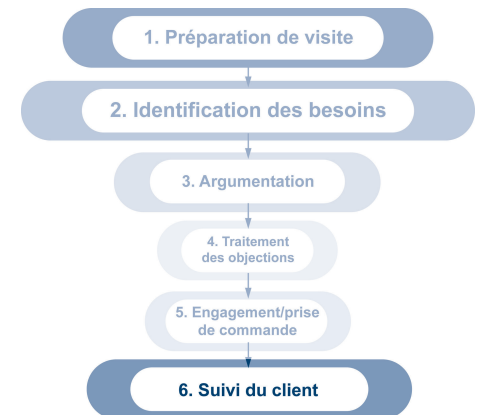 1. Préparation de visite
2. Identification des besoins
3. Argumentation
4. Traitement
des objections
5. Engagement/prise
de commande
6. Suivi du client